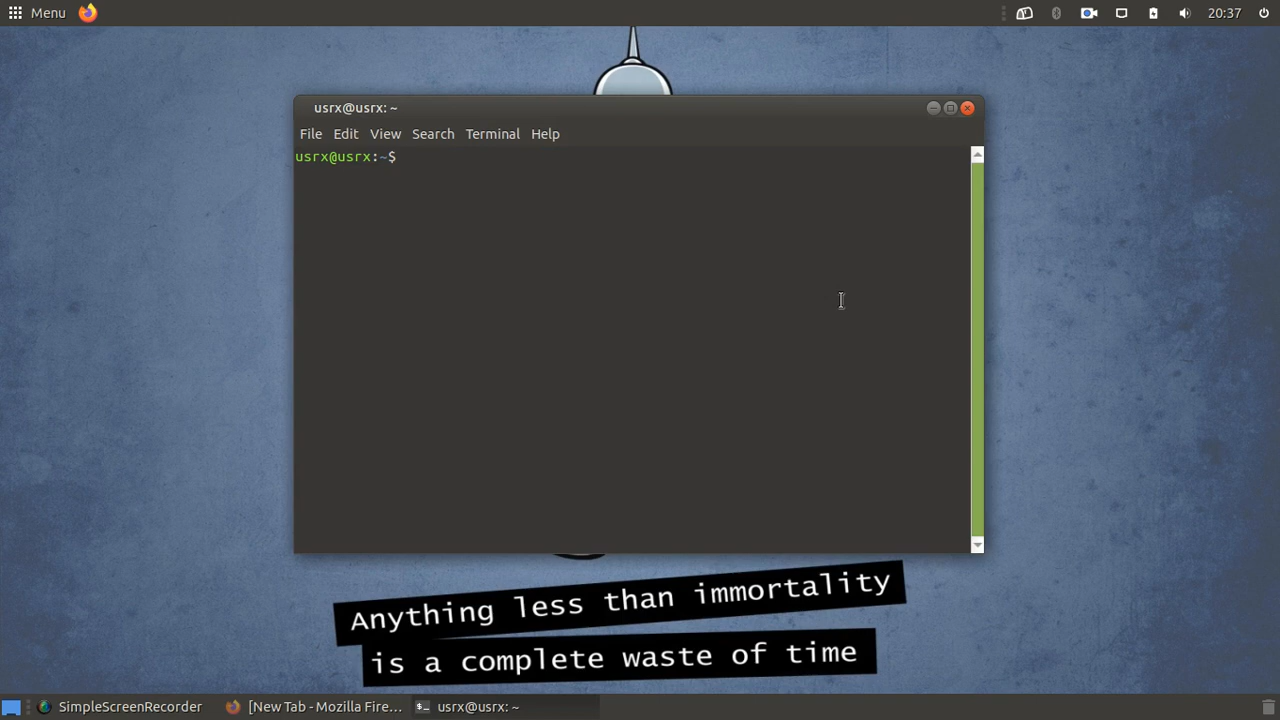 Menu
20:37
usrx@usrx: ~
File Edit View Search Terminal Help
usrx@usrx:~$
Anything less than immortality
is a complete waste of time
SimpleScreenRecorder
[New Tab - Mozilla Fire...
usrx@usrx: ~